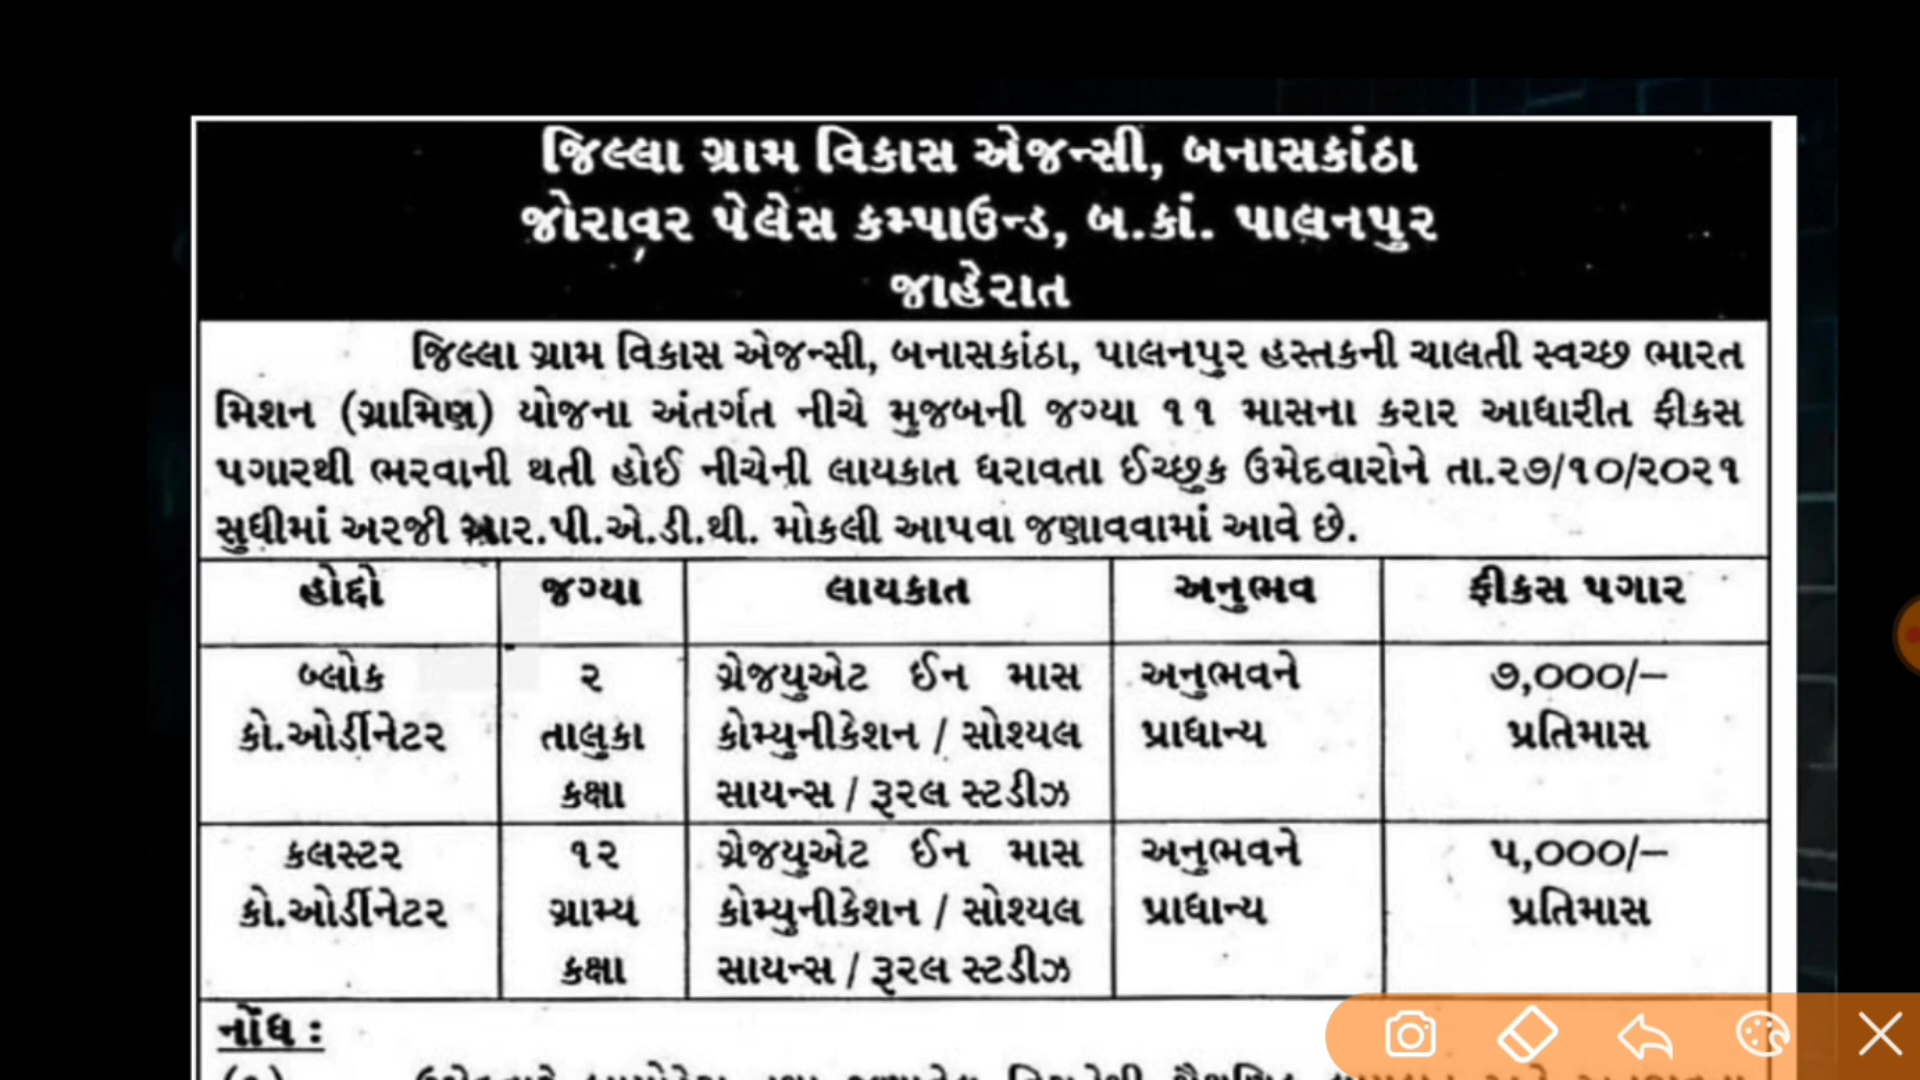 જિલ્લા ગ્રામ વિકાસ એજન્સી, બનાસકાંઠા
જોરાવર પેલેસ કમ્પાઉન્ડ, બ.કાં. પાલનપુર
જાહેરાત
જિલ્લા ગ્રામ વિકાસ એજન્સી, બનાસકાંઠા, પાલનપુર હસ્તકની ચાલતી સ્વચ્છ ભારત
મિશન (ગ્રામિણ) યોજના અંતર્ગત નીચે મુજબની જગ્યા ૧૧ માસના કરાર આધારીત ફીકસ
પગારથી ભરવાની થતી હોઈ નીચેની લાયકાત ધરાવતા ઈચ્છુક ઉમેદવારોને તા.૨૭/૧૦/૨૦૨૧
સુધીમાં અરજી આર.પી.એ.ડી.થી. મોકલી આપવા જણાવવામાં આવે છે.
હોદ્દો જગ્યા લાયકાત અનુભવ ફીકસ પગાર
બ્લોક ૨ ગ્રેજયુએટ ઈન માસ અનુભવને ૭,૦૦૦/–
કો.ઓર્ડીનેટર તાલુકા કોમ્યુનીકેશન / સોશ્યલ પ્રાધાન્ય પ્રતિમાસ
કક્ષા સાયન્સ / રૂરલ સ્ટડીઝ
કલસ્ટર ૧૨ ગ્રેજયુએટ ઈન માસ અનુભવને ૫,૦૦૦/–
કો.ઓર્ડીનેટર ગ્રામ્ય કોમ્યુનીકેશન / સોશ્યલ પ્રાધાન્ય પ્રતિમાસ
કક્ષા સાયન્સ / રૂરલ સ્ટડીઝ
નોંધ :